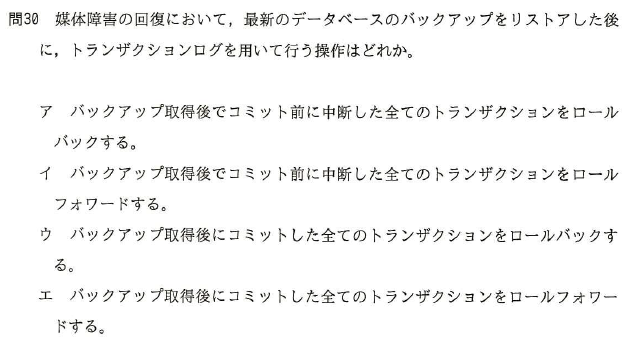 問30 媒体障害の回復において，最新のデータベースのバックアップをリストアした後
に，トランザクションログを用いて行う操作はどれか。
ア バックアップ取得後でコミット前に中断した全てのトランザクションをロール
バックする。
イ バックアップ取得後でコミット前に中断した全てのトランザクションをロール
フォワードする。
ウ バックアップ取得後にコミットした全てのトランザクションをロールバックす
る。
エ バックアップ取得後にコミットした全てのトランザクションをロールフォワー
ドする。